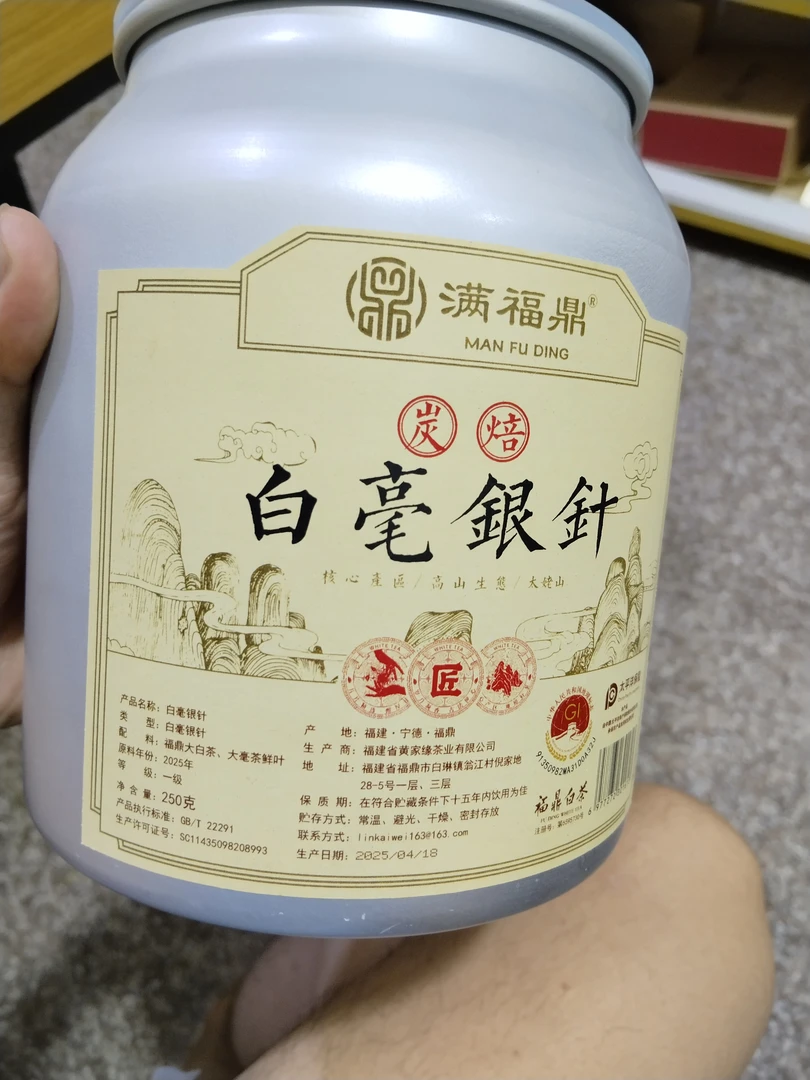 满福鼎®
MAN FU DING
炭焙
白毫銀針
核心產區/高山生態/太姥山
WHITE TEA
匠
WHITE TEA
产品名称：白毫银针
类 型：白毫银针
配 料：福鼎大白茶、大毫茶鲜叶
原料年份：2025年
等 级：一级
净 含 量：250克
产品执行标准：GB/T 22291
生产许可证号：SC11435098208993
产 地：福建·宁德·福鼎
生 产 商：福建省黄家缘茶业有限公司
地 址：福建省福鼎市白琳镇翁江村倪家地
28-5号一层、三层
保 质 期：在符合贮藏条件下十五年内饮用为佳
贮存方式：常温、避光、干燥、密封存放
联系方式：linkaiwei163@163.com
生产日期：2025/04/18
GI
福鼎白茶